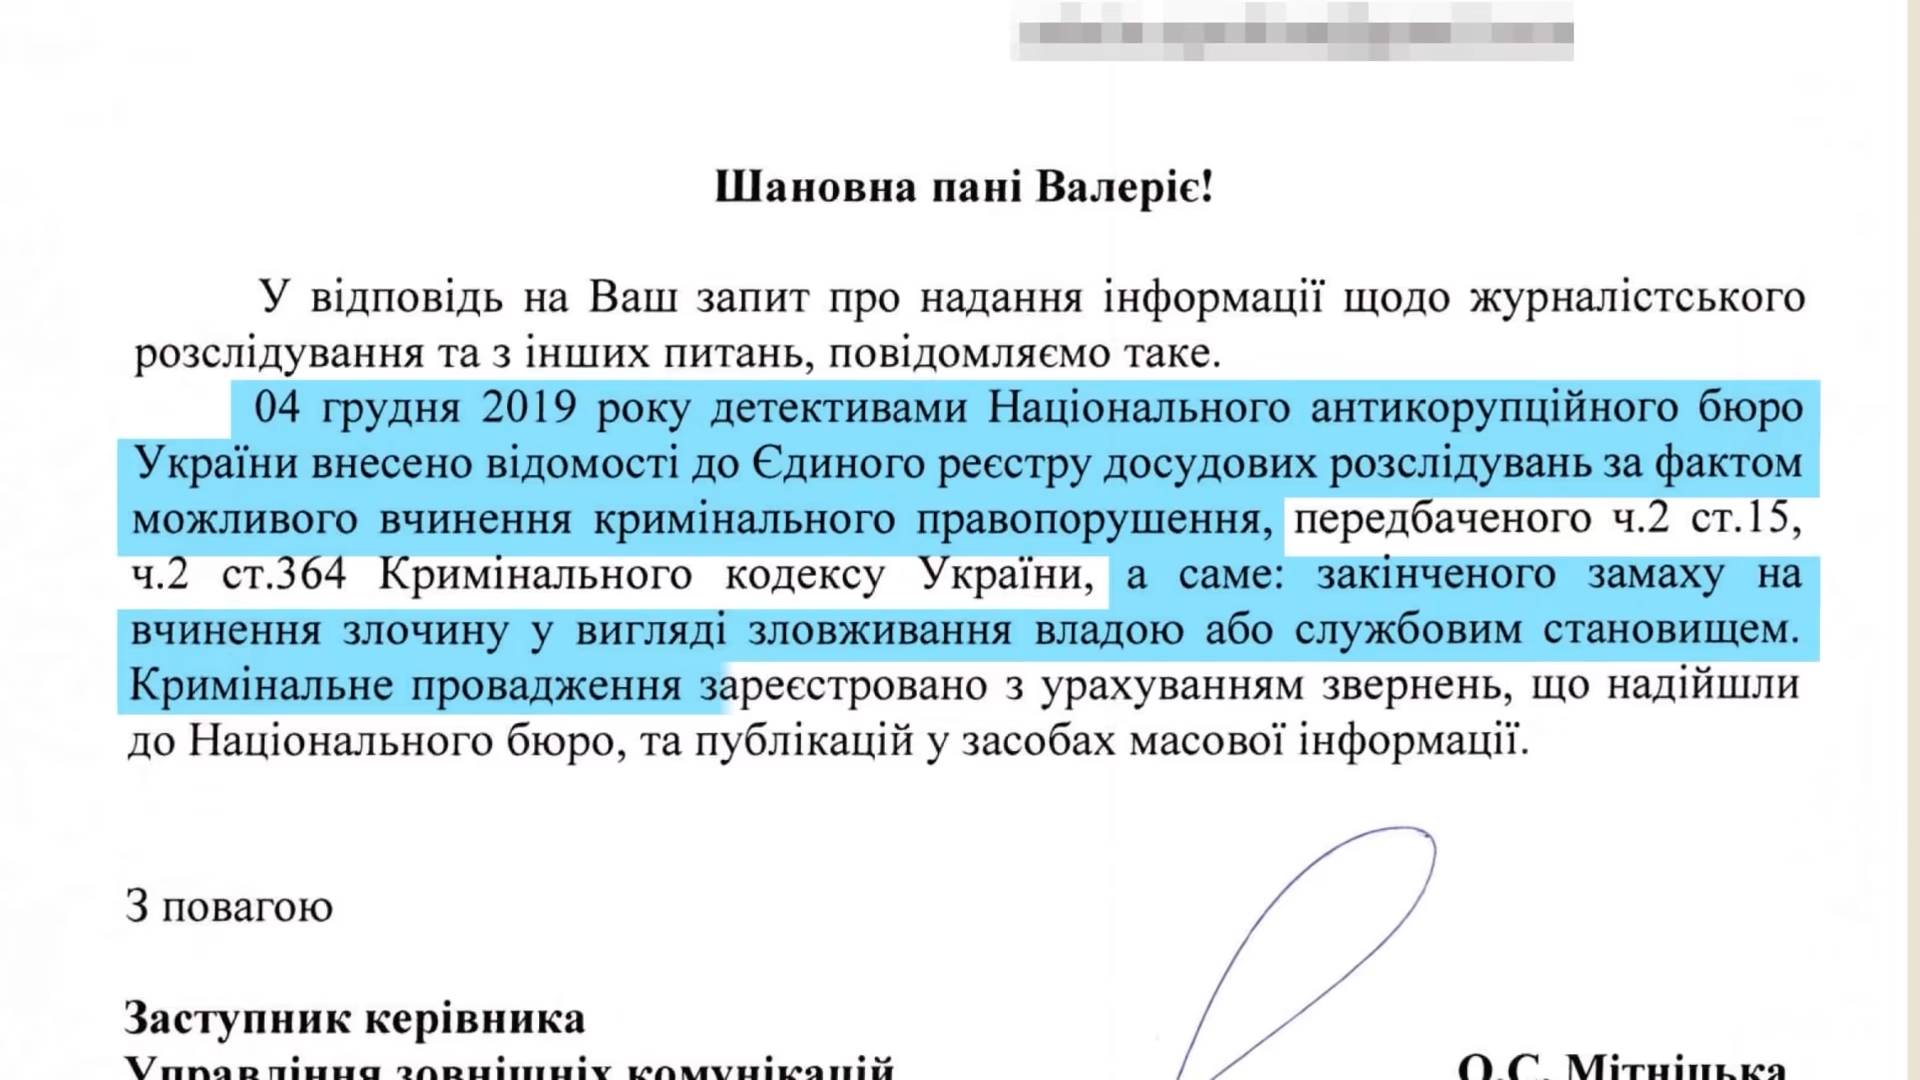 Шановна пані Валеріє!
У відповідь на Ваш запит про надання інформації щодо журналістського
розслідування та з інших питань, повідомляємо таке.
04 грудня 2019 року детективами Національного антикорупційного бюро
України внесено відомості до Єдиного реєстру досудових розслідувань за фактом
можливого вчинення кримінального правопорушення, передбаченого ч.2 ст.15,
ч.2 ст.364 Кримінального кодексу України, а саме: закінченого замаху на
вчинення злочину у вигляді зловживання владою або службовим становищем.
Кримінальне провадження зареєстровано з урахуванням звернень, що надійшли
до Національного бюро, та публікацій у засобах масової інформації.
З повагою
Заступник керівника
Управління зовнішніх комунікацій О.С. Мітніцька